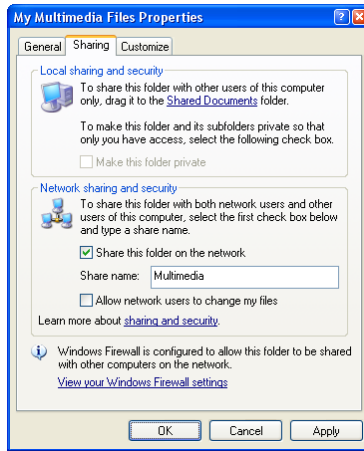 My Multimedia Files Properties
General Sharing Customize
Local sharing and security
To share this folder with other users of this computer
only, drag it to the Shared Documents folder.
To make this folder and its subfolders private so that
only you have access, select the following check box.
Make this folder private
Network sharing and security
To share this folder with both network users and other
users of this computer, select the first check box below
and type a share name.
Share this folder on the network
Share name: Multimedia
Allow network users to change my files
Learn more about sharing and security.
Windows Firewall is configured to allow this folder to be shared
with other computers on the network.
View your Windows Firewall settings
OK Cancel Apply